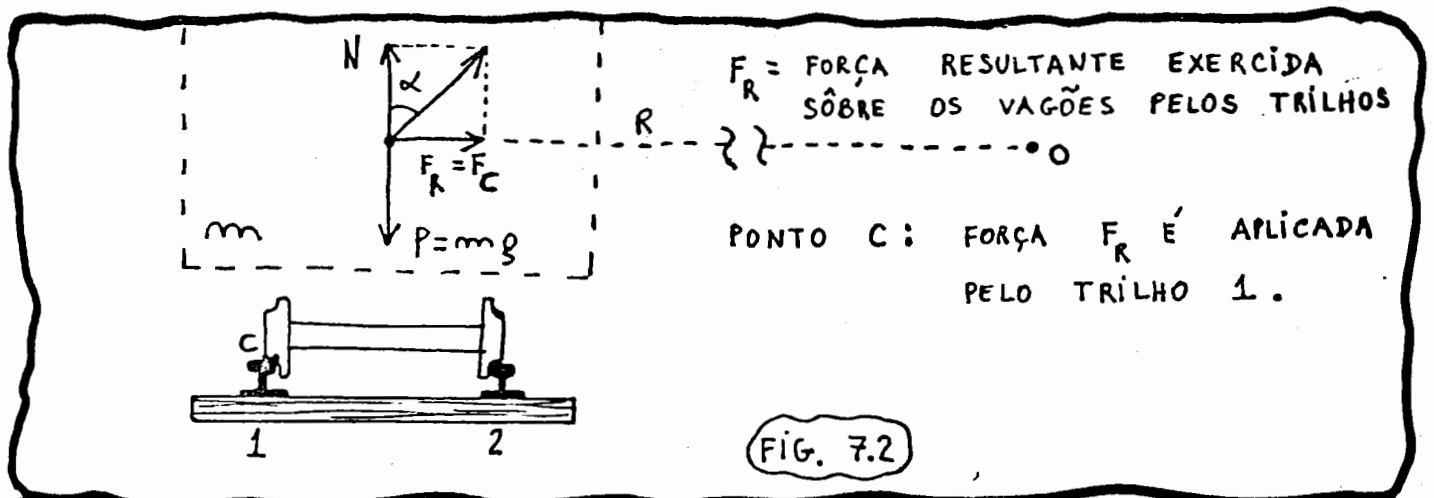 N
α
F_R = F_C
P = mg
m
R
O
F_R = FORÇA RESULTANTE EXERCIDA
SÔBRE OS VAGÕES PELOS TRILHOS
PONTO C: FORÇA F_R É APLICADA
PELO TRILHO 1.
C
1 2
FIG. 7.2